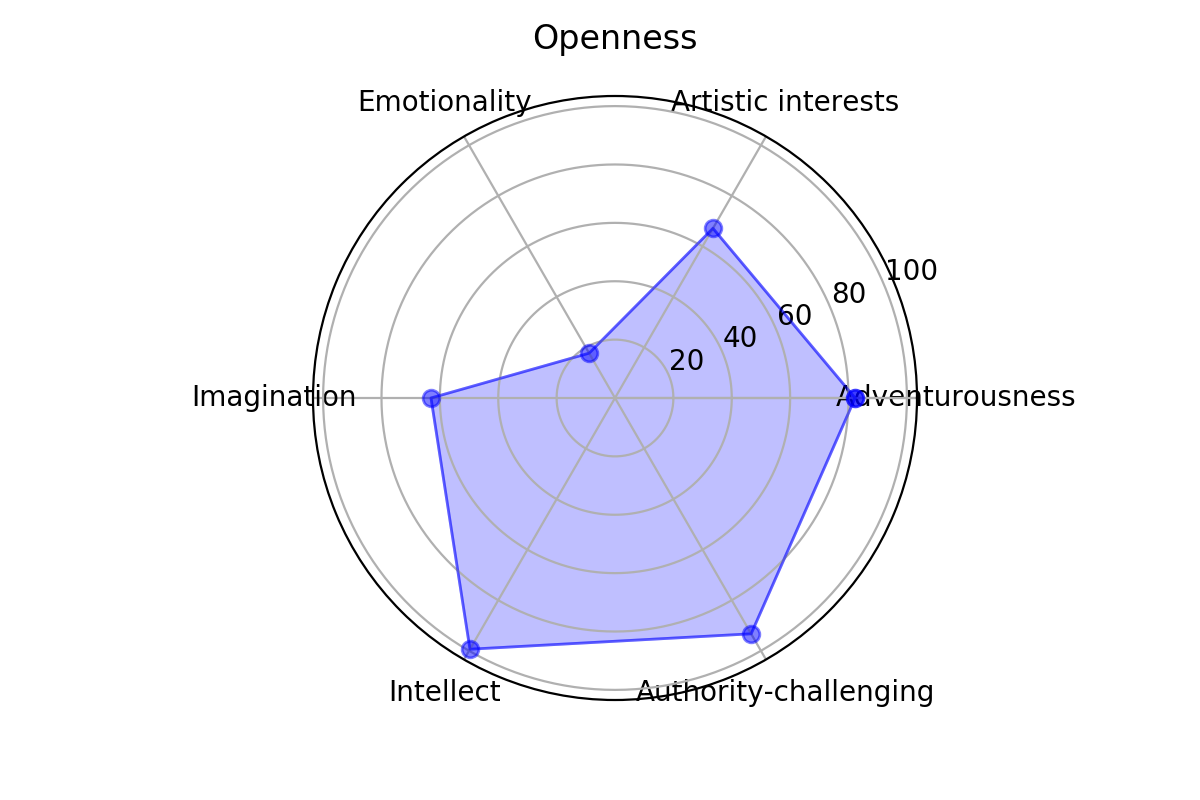 Openness
Emotionality
Artistic interests
100
80
60
40
20
Imagination
Adventurousness
Intellect
Authority-challenging